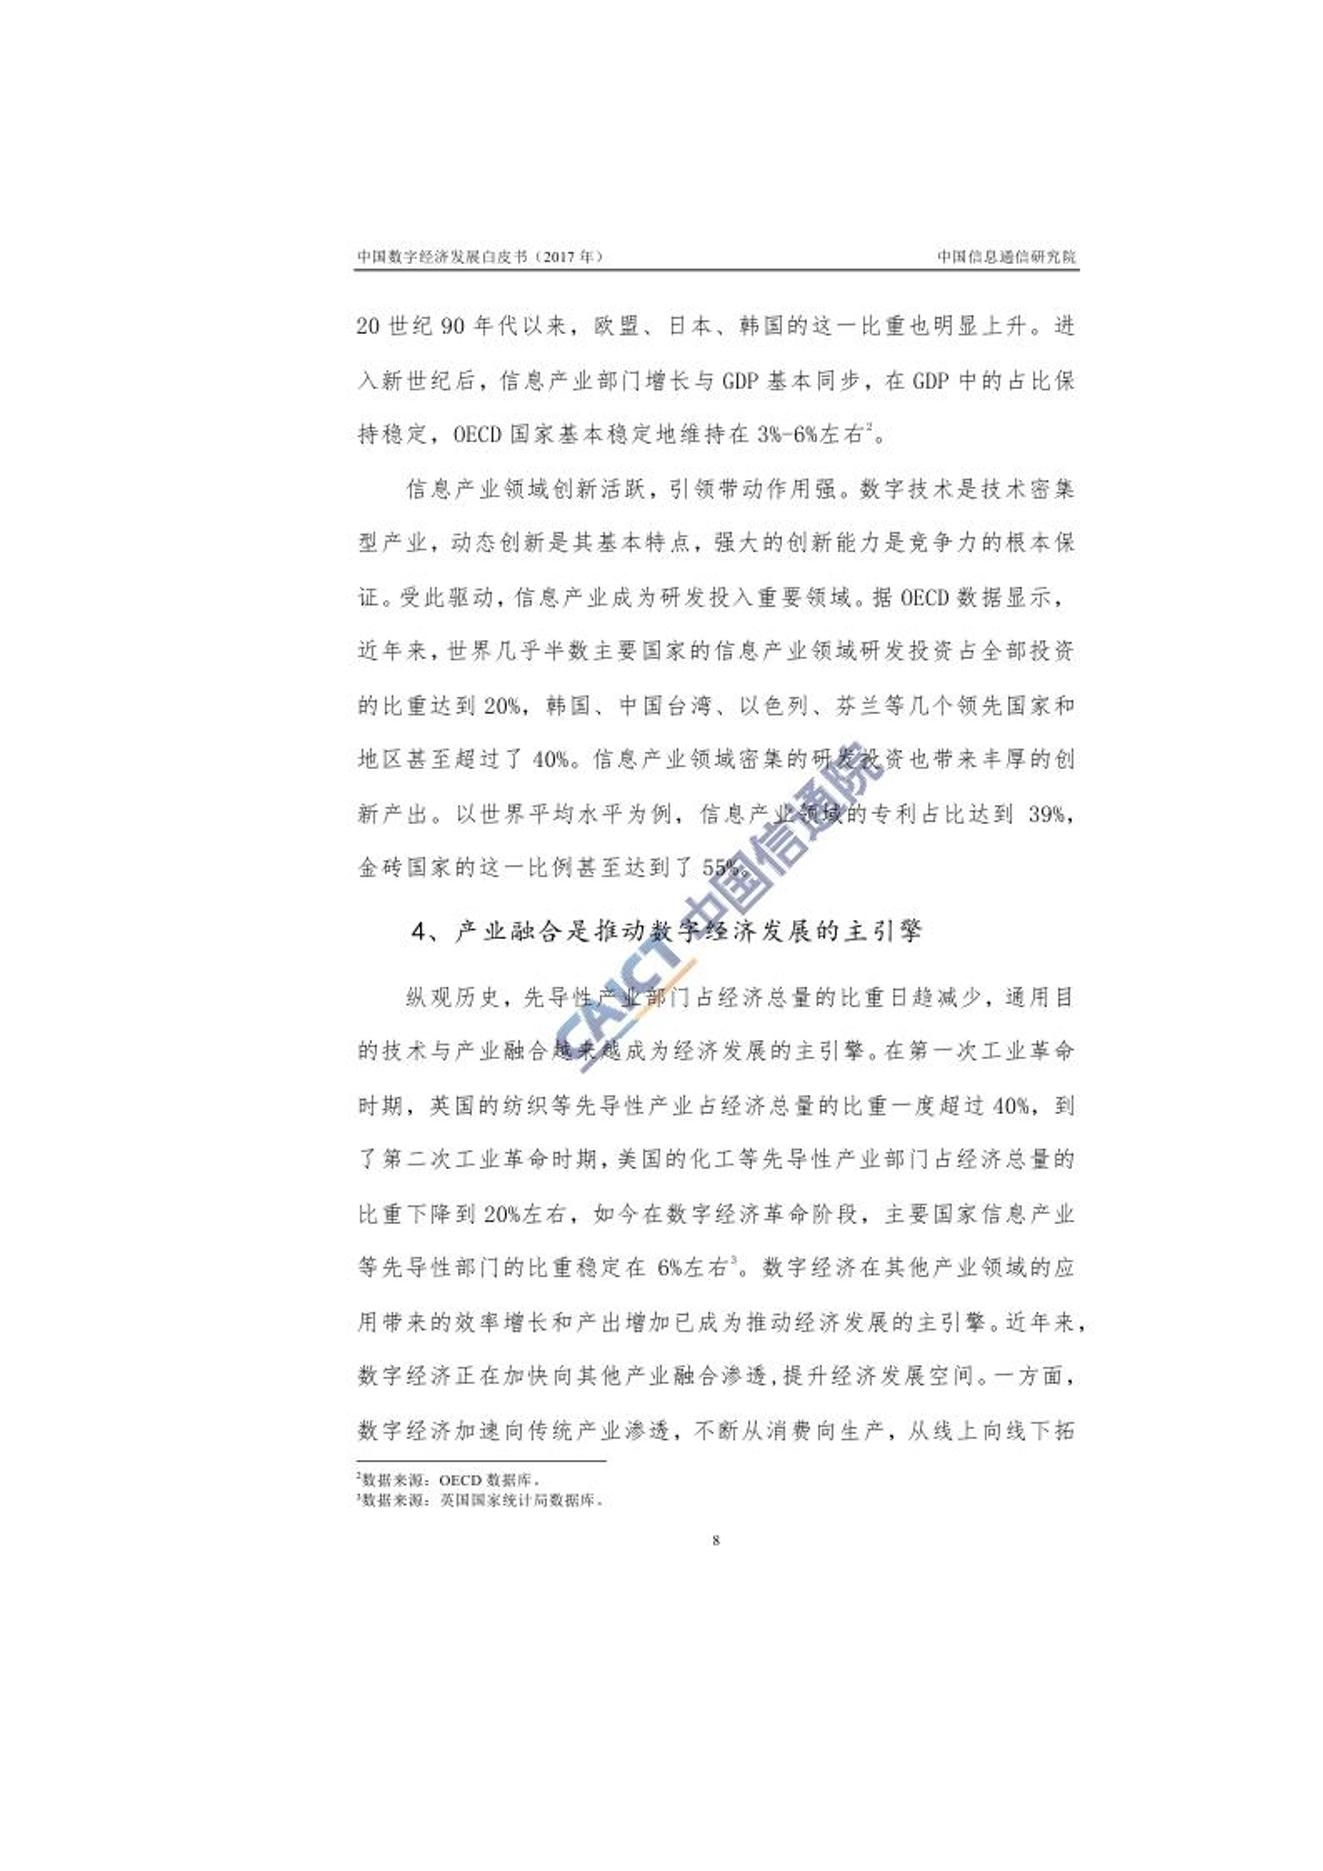 中国数字经济发展白皮书（2017 年） 中国信息通信研究院
20 世纪 90 年代以来，欧盟、日本、韩国的这一比重也明显上升。进
入新世纪后，信息产业部门增长与 GDP 基本同步，在 GDP 中的占比保
持稳定，OECD 国家基本稳定地维持在 3%-6%左右²。
信息产业领域创新活跃，引领带动作用强。数字技术是技术密集
型产业，动态创新是其基本特点，强大的创新能力是竞争力的根本保
证。受此驱动，信息产业成为研发投入重要领域。据 OECD 数据显示，
近年来，世界几乎半数主要国家的信息产业领域研发投资占全部投资
的比重达到 20%，韩国、中国台湾、以色列、芬兰等几个领先国家和
地区甚至超过了 40%。信息产业领域密集的研发投资也带来丰厚的创
新产出。以世界平均水平为例，信息产业领域的专利占比达到 39%，
金砖国家的这一比例甚至达到了 55%。
CAICT 中国信通院
4、产业融合是推动数字经济发展的主引擎
纵观历史，先导性产业部门占经济总量的比重日趋减少，通用目
的技术与产业融合越来越成为经济发展的主引擎。在第一次工业革命
时期，英国的纺织等先导性产业占经济总量的比重一度超过 40%，到
了第二次工业革命时期，美国的化工等先导性产业部门占经济总量的
比重下降到 20%左右，如今在数字经济革命阶段，主要国家信息产业
等先导性部门的比重稳定在 6%左右³。数字经济在其他产业领域的应
用带来的效率增长和产出增加已成为推动经济发展的主引擎。近年来，
数字经济正在加快向其他产业融合渗透,提升经济发展空间。一方面，
数字经济加速向传统产业渗透，不断从消费向生产，从线上向线下拓
²数据来源：OECD 数据库。
³数据来源：英国国家统计局数据库。
8